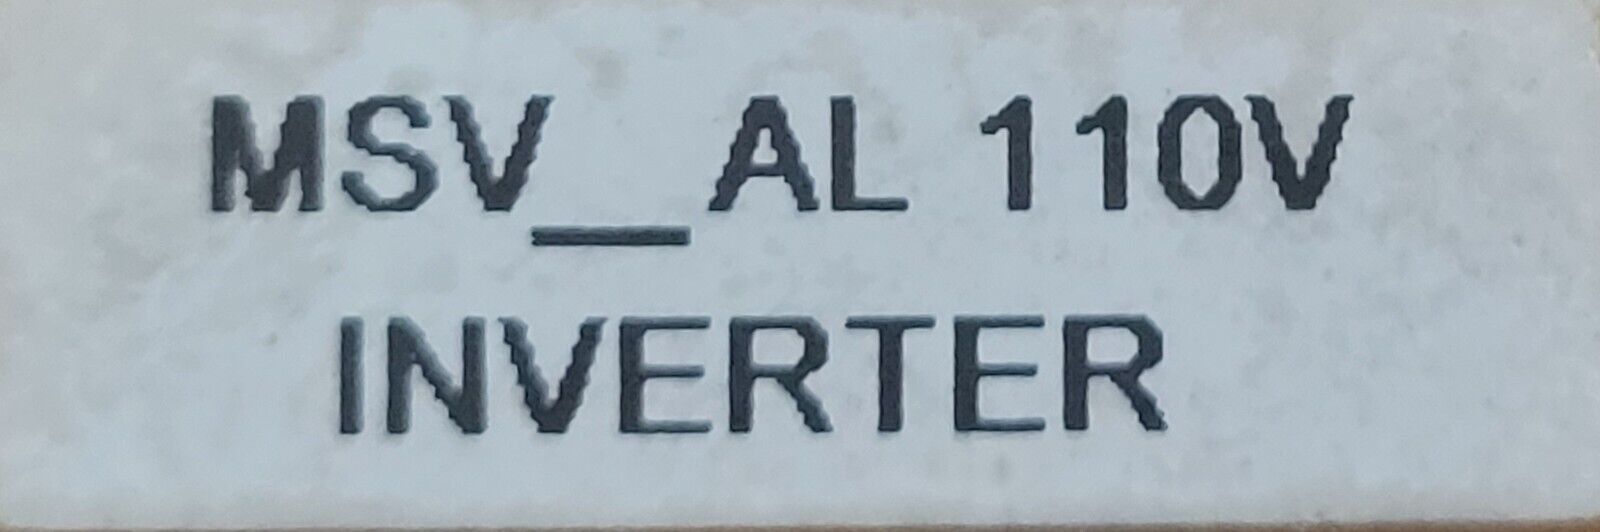 MSV_AL 110V
INVERTER